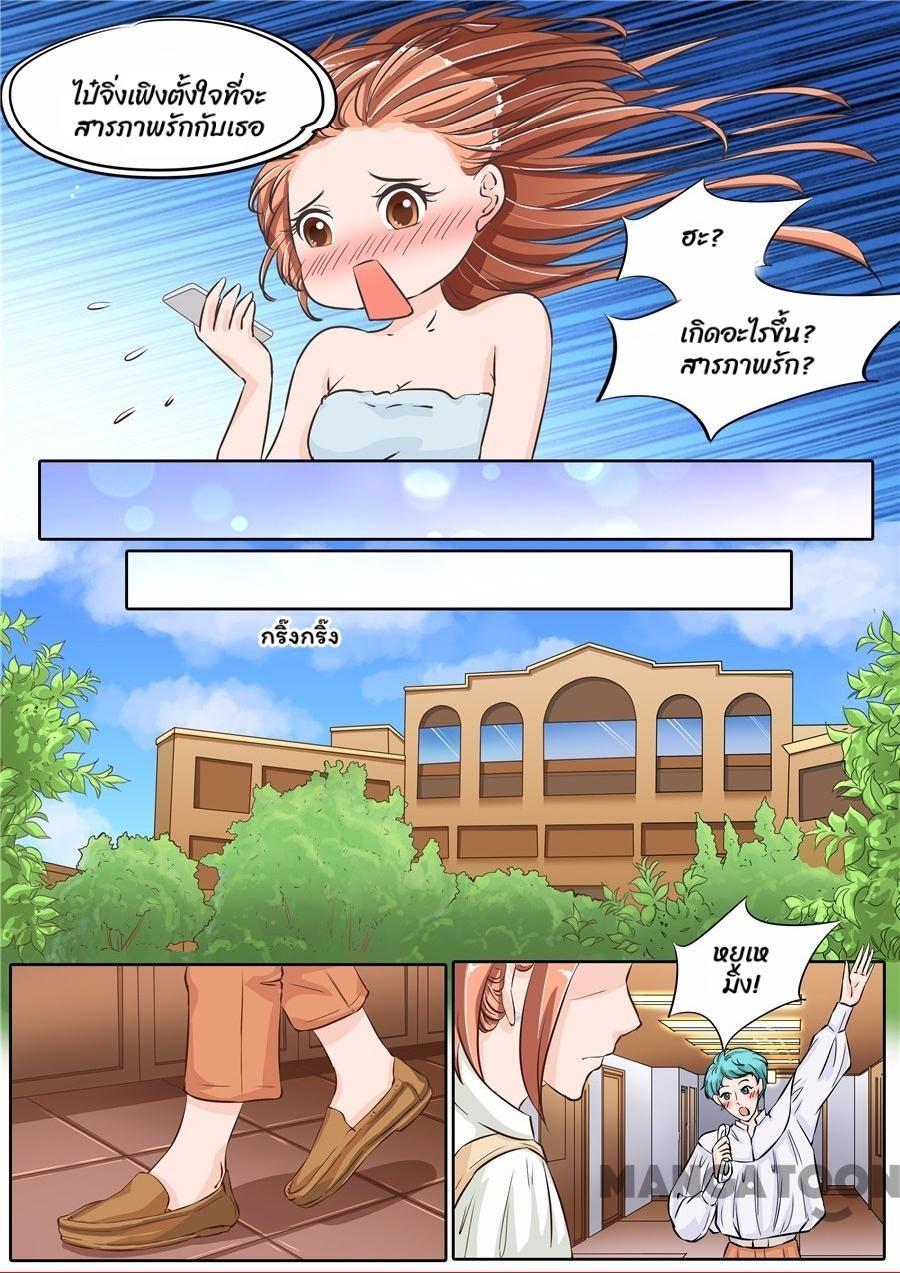 ไป๋จิ่งเฟิงตั้งใจที่จะ
สารภาพรักกับเธอ
ฮะ?
เกิดอะไรขึ้น?
สารภาพรัก?
กริ๊งกริ๊ง
หยูเห
มิ๋ง!
MANGATOON